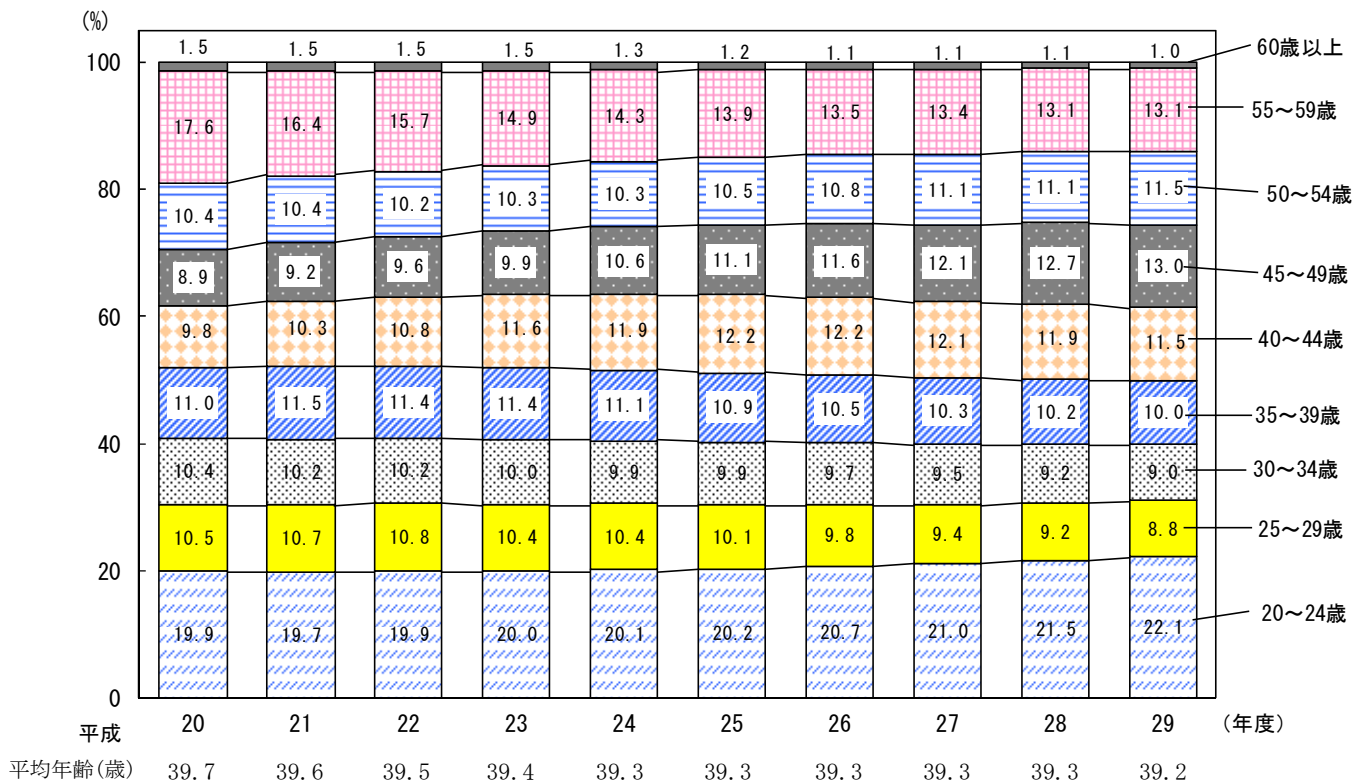 (%)
1.5 1.5 1.5 1.5 1.3 1.2 1.1 1.1 1.1 1.0 60歳以上
100
17.6 16.4 15.7 14.9 14.3 13.9 13.5 13.4 13.1 13.1 55～59歳
80
10.4 10.4 10.2 10.3 10.3 10.5 10.8 11.1 11.1 11.5 50～54歳
8.9 9.2 9.6 9.9 10.6 11.1 11.6 12.1 12.7 13.0 45～49歳
60
9.8 10.3 10.8 11.6 11.9 12.2 12.2 12.1 11.9 11.5 40～44歳
11.0 11.5 11.4 11.4 11.1 10.9 10.5 10.3 10.2 10.0 35～39歳
40
10.4 10.2 10.2 10.0 9.9 9.9 9.7 9.5 9.2 9.0 30～34歳
10.5 10.7 10.8 10.4 10.4 10.1 9.8 9.4 9.2 8.8 25～29歳
20
19.9 19.7 19.9 20.0 20.1 20.2 20.7 21.0 21.5 22.1 20～24歳
0
平成 20 21 22 23 24 25 26 27 28 29 (年度)
平均年齢(歳) 39.7 39.6 39.5 39.4 39.3 39.3 39.3 39.3 39.3 39.2